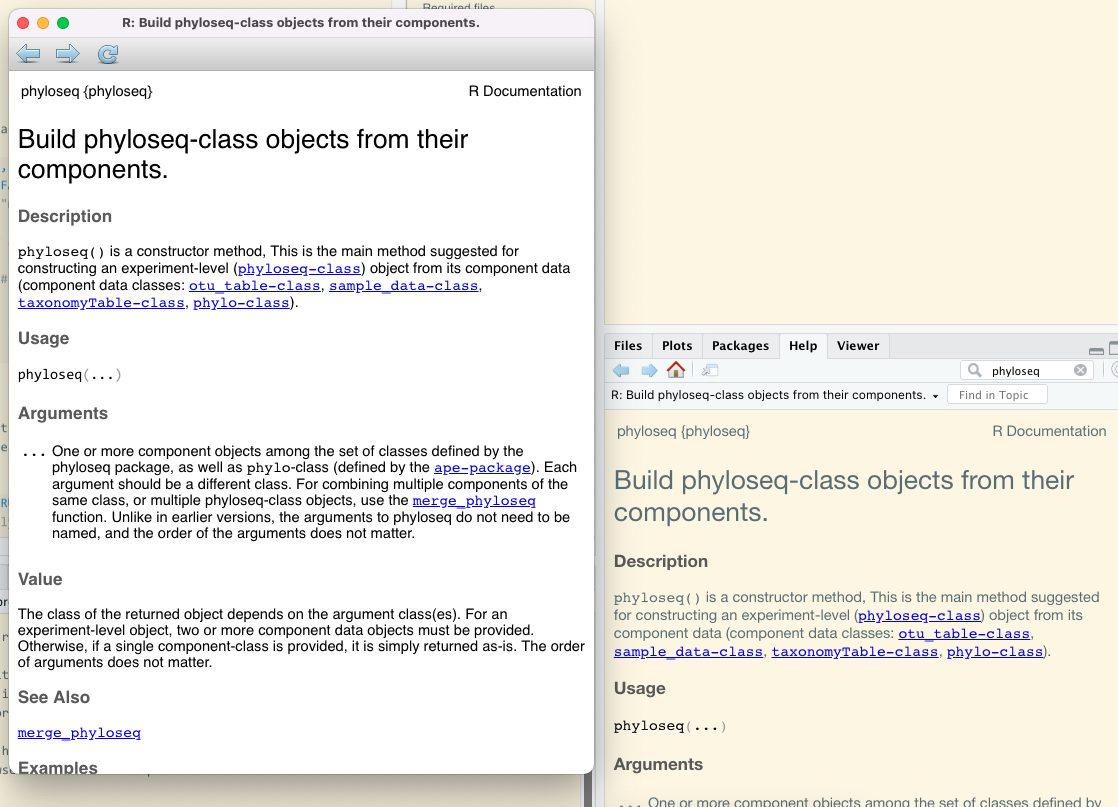 Required files
R: Build phyloseq-class objects from their components.
phyloseq {phyloseq}
R Documentation
Build phyloseq-class objects from their
components.
Description
phyloseq() is a constructor method, This is the main method suggested for
constructing an experiment-level (phyloseq-class) object from its component data
(component data classes: otu_table-class, sample_data-class,
taxonomyTable-class, phylo-class).
Usage
phyloseq(...)
Arguments
... One or more component objects among the set of classes defined by the
phyloseq package, as well as phylo-class (defined by the ape-package). Each
argument should be a different class. For combining multiple components of the
same class, or multiple phyloseq-class objects, use the merge_phyloseq
function. Unlike in earlier versions, the arguments to phyloseq do not need to be
named, and the order of the arguments does not matter.
Value
The class of the returned object depends on the argument class(es). For an
experiment-level object, two or more component data objects must be provided.
Otherwise, if a single component-class is provided, it is simply returned as-is. The order
of arguments does not matter.
See Also
merge_phyloseq
Examples
Files
Plots
Packages
Help
Viewer
phyloseq
R: Build phyloseq-class objects from their components.
Find in Topic
phyloseq {phyloseq}
R Documentation
Build phyloseq-class objects from their
components.
Description
phyloseq() is a constructor method, This is the main method suggested
for constructing an experiment-level (phyloseq-class) object from its
component data (component data classes: otu_table-class,
sample_data-class, taxonomyTable-class, phylo-class).
Usage
phyloseq(...)
Arguments
... One or more component objects among the set of classes defined by